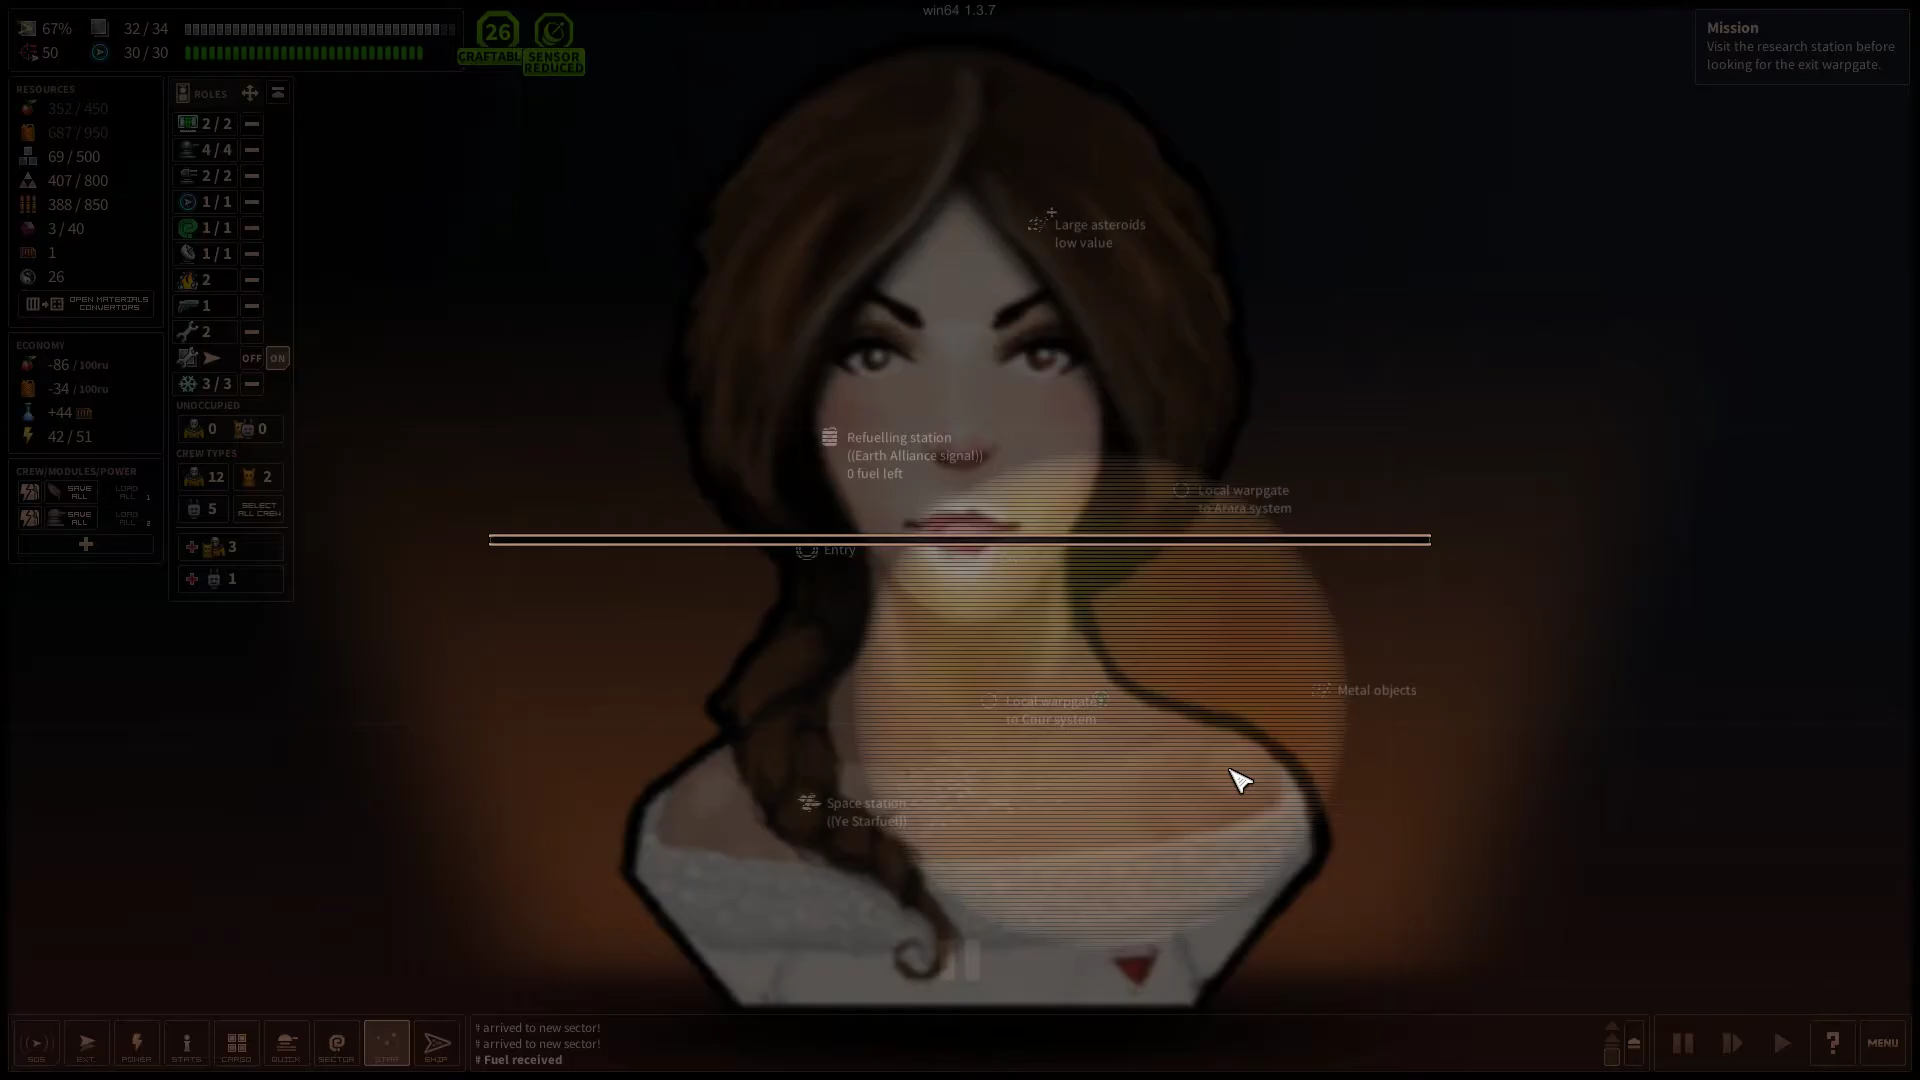 win64 1.3.7
67% 32 / 34
50 30 / 30
26
CRAFTABL
SENSOR
REDUCED
Mission
Visit the research station before
looking for the exit warpgate.
RESOURCES
352 / 450
687 / 950
69 / 500
407 / 800
388 / 850
3 / 40
1
26
OPEN MATERIALS
CONVERTORS
ECONOMY
-86 / 100ru
-34 / 100ru
+44
42 / 51
CREW/MODULES/POWER
SAVE ALL LOAD ALL 1
SAVE ALL LOAD ALL 2
ROLES
2 / 2
4 / 4
2 / 2
1 / 1
1 / 1
1 / 1
2
1
2
OFF ON
3 / 3
UNOCCUPIED
0 0
CREW TYPES
12 2
5 SELECT ALL CREW
3
1
Large asteroids
low value
Refuelling station
((Earth Alliance signal))
0 fuel left
Local warpgate
to Arara system
Entry
Metal objects
Local warpgate
to Cour system
Space station
((Ye Starfuel))
SOS EXT. POWER STATS CARGO QUICK SECTOR STAR SHIP
# arrived to new sector!
# arrived to new sector!
# Fuel received
? MENU